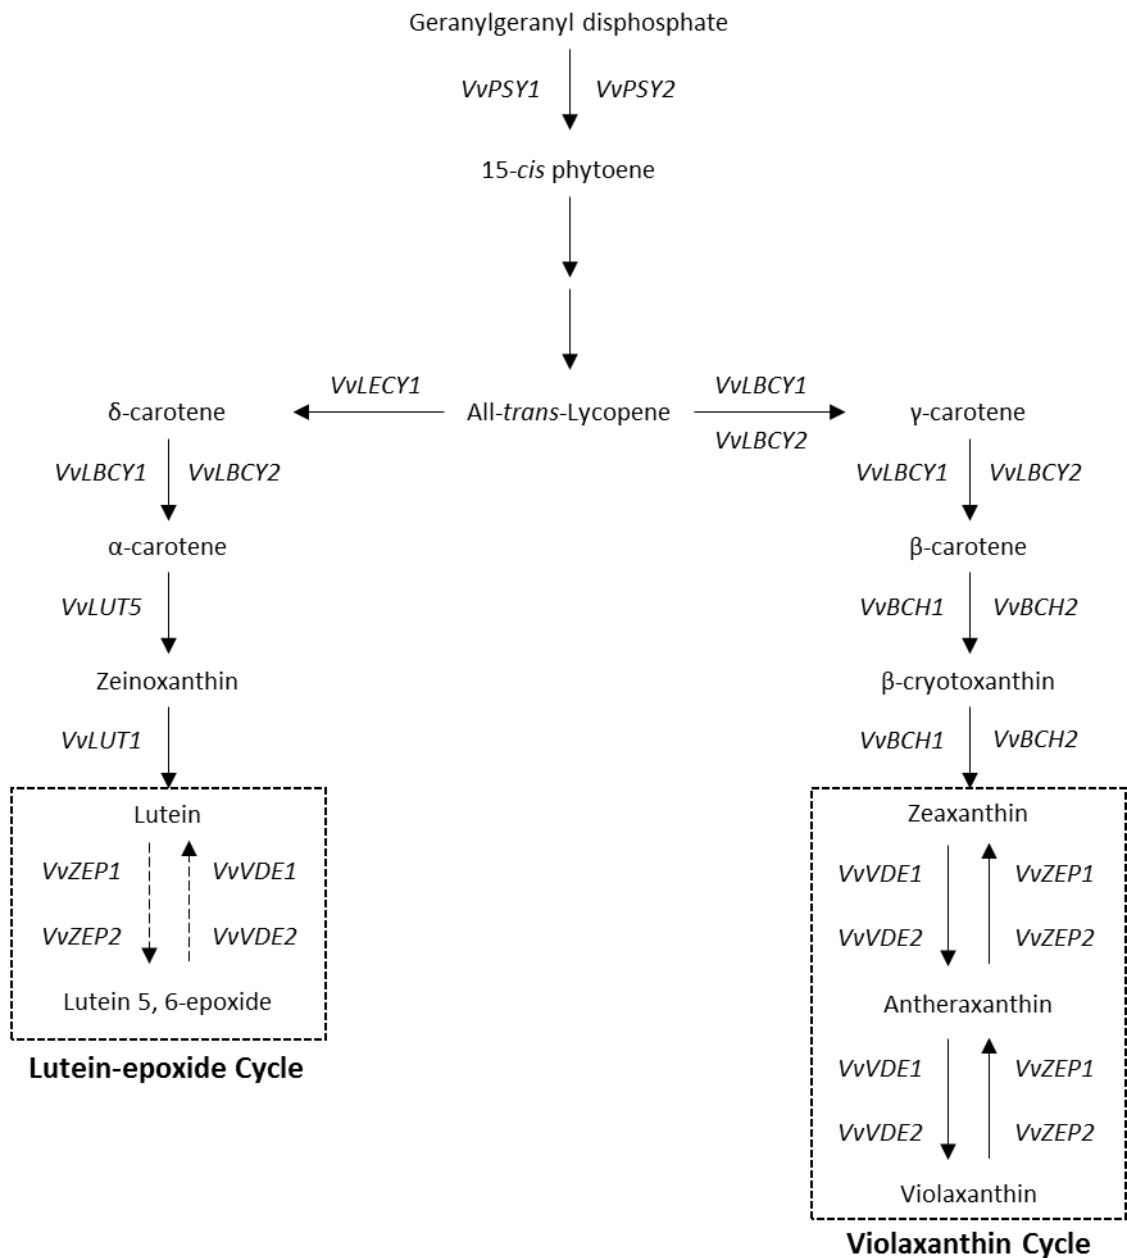 Geranylgeranyl disphosphate
VvPSY1 VvPSY2
15-cis phytoene
VvLECY1 VvLBCY1
δ-carotene All-trans-Lycopene γ-carotene
VvLBCY2
VvLBCY1 VvLBCY2 VvLBCY1 VvLBCY2
α-carotene β-carotene
VvLUT5 VvBCH1 VvBCH2
Zeinoxanthin β-cryotoxanthin
VvLUT1 VvBCH1 VvBCH2
Lutein Zeaxanthin
VvZEP1 VvVDE1 VvVDE1 VvZEP1
VvZEP2 VvVDE2 VvVDE2 VvZEP2
Lutein 5, 6-epoxide Antheraxanthin
Lutein-epoxide Cycle VvVDE1 VvZEP1
VvVDE2 VvZEP2
Violaxanthin
Violaxanthin Cycle